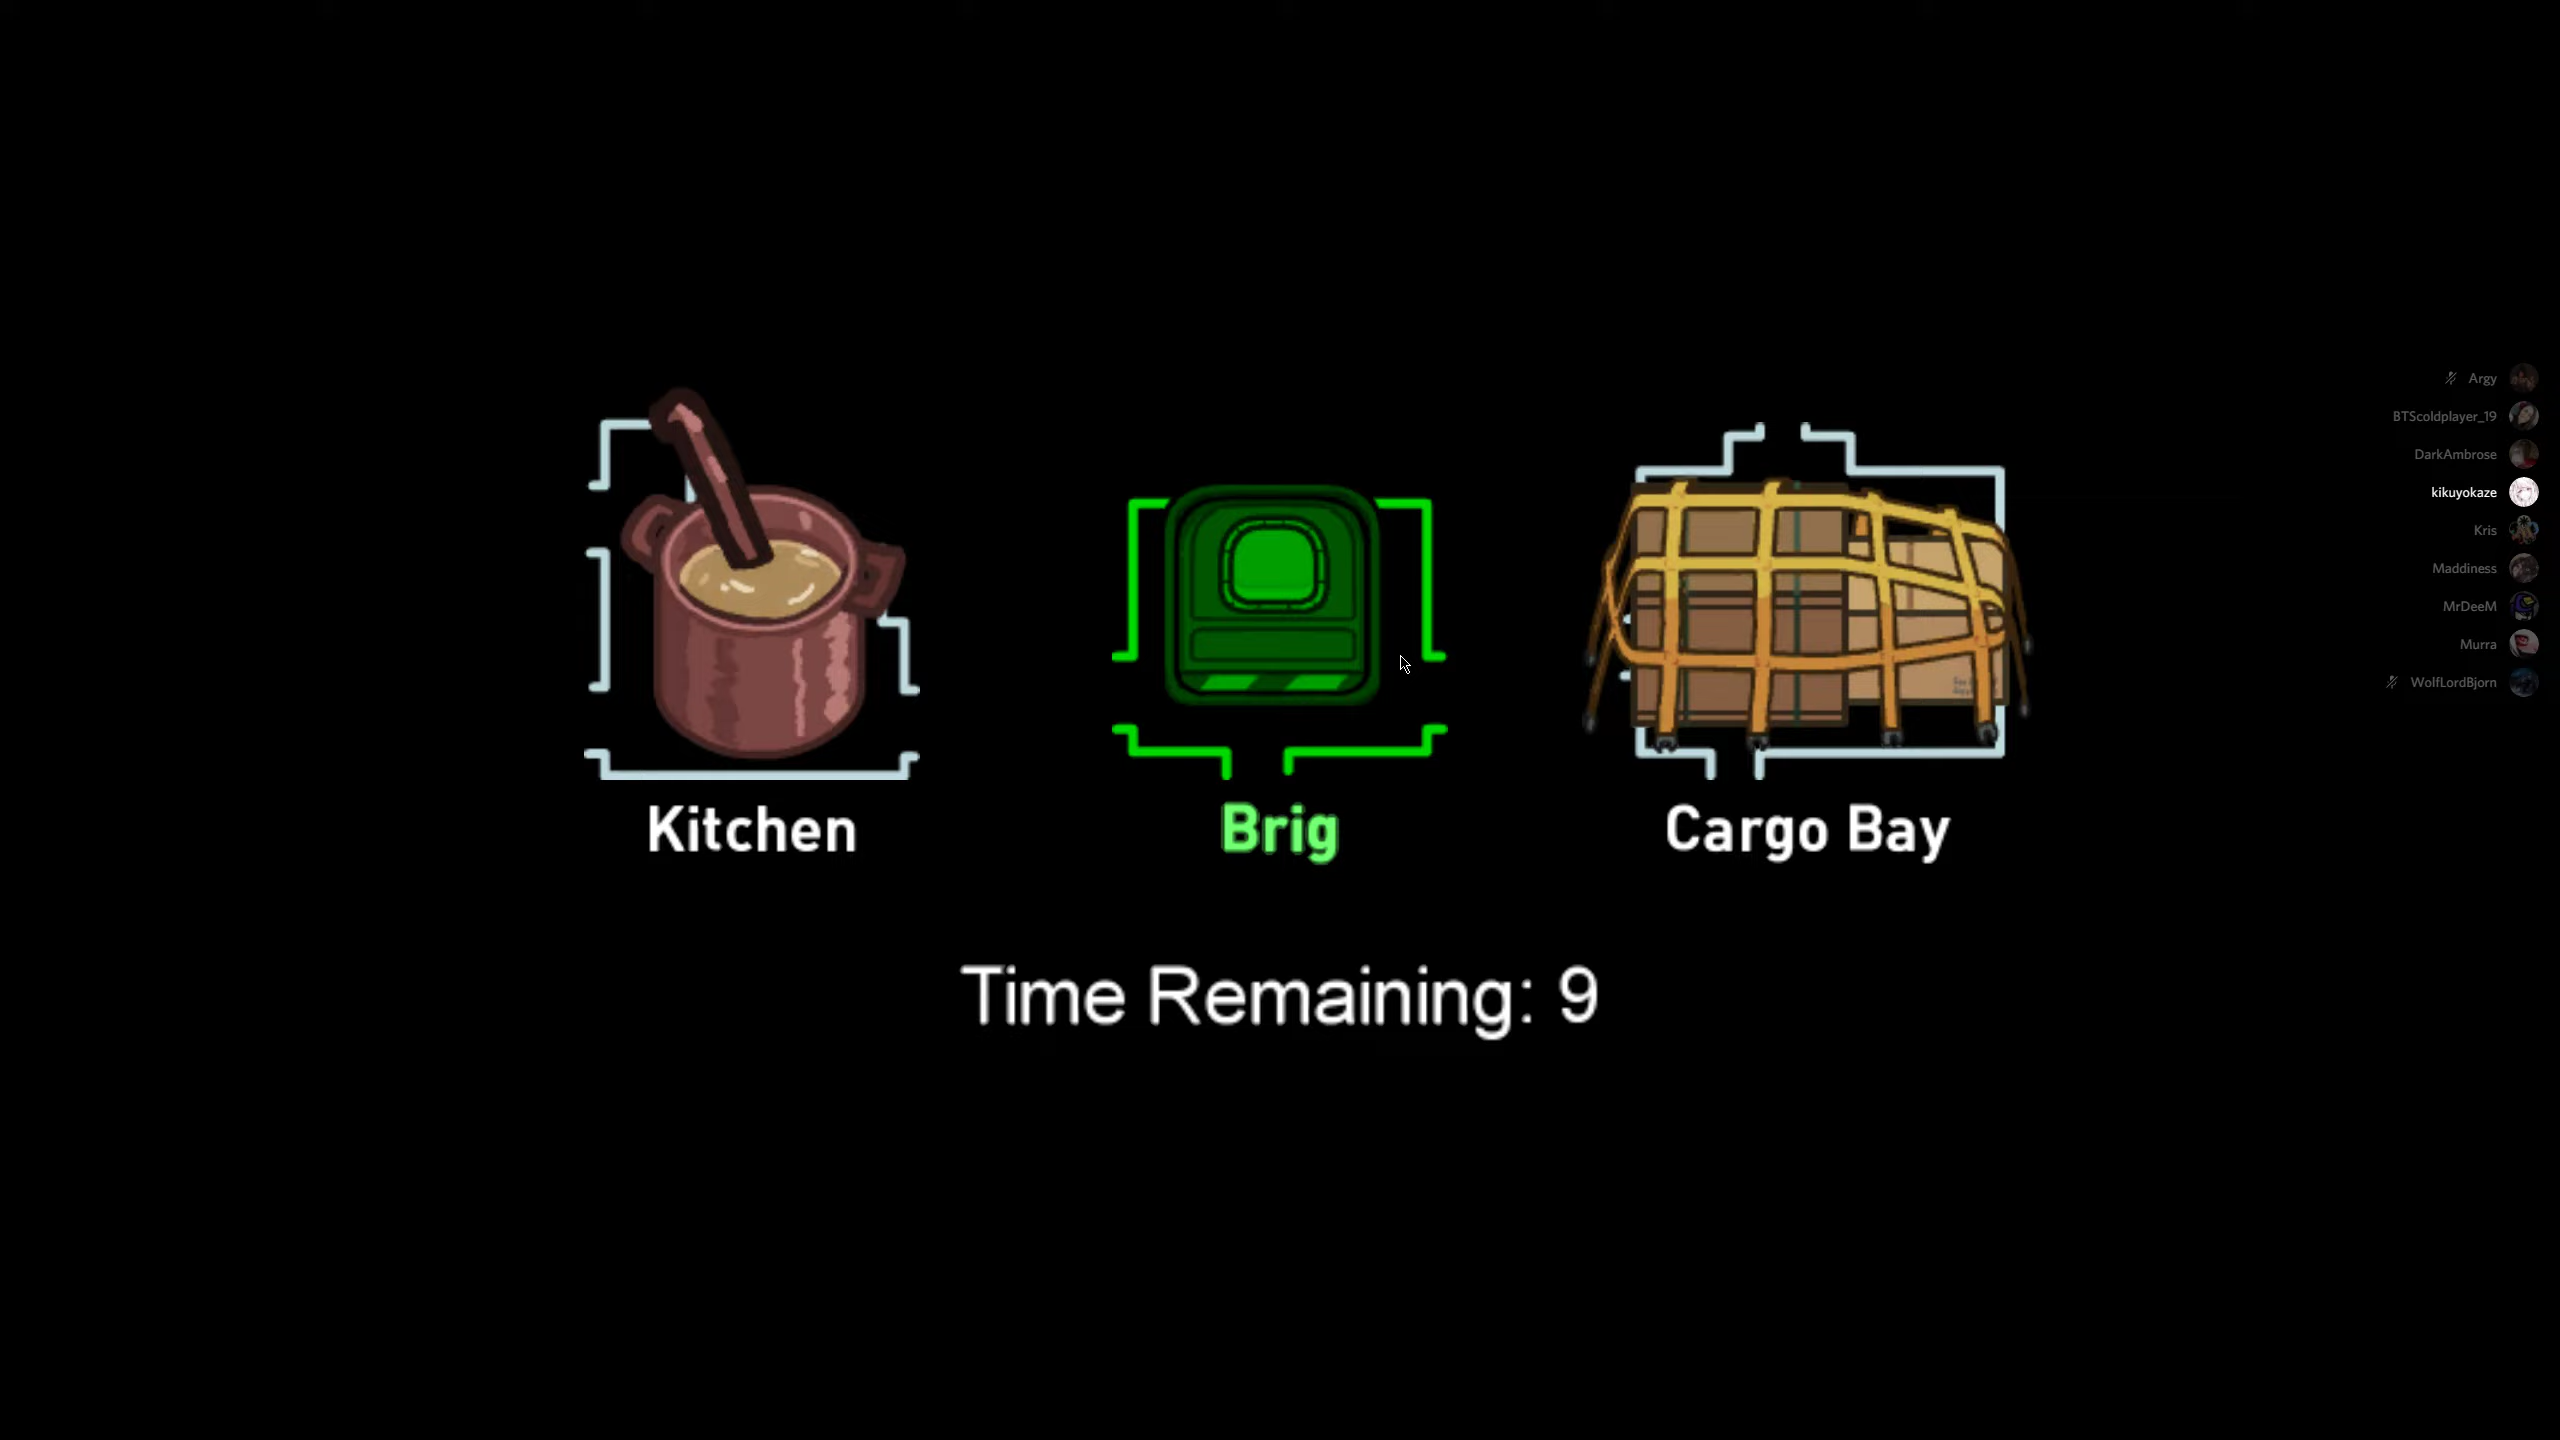 Argy
BTScoldplayer_19
DarkAmbrose
kikuyokaze
Kris
Maddiness
MrDeeM
Murra
WolfLordBjorn
Kitchen
Brig
Cargo Bay
Time Remaining: 9